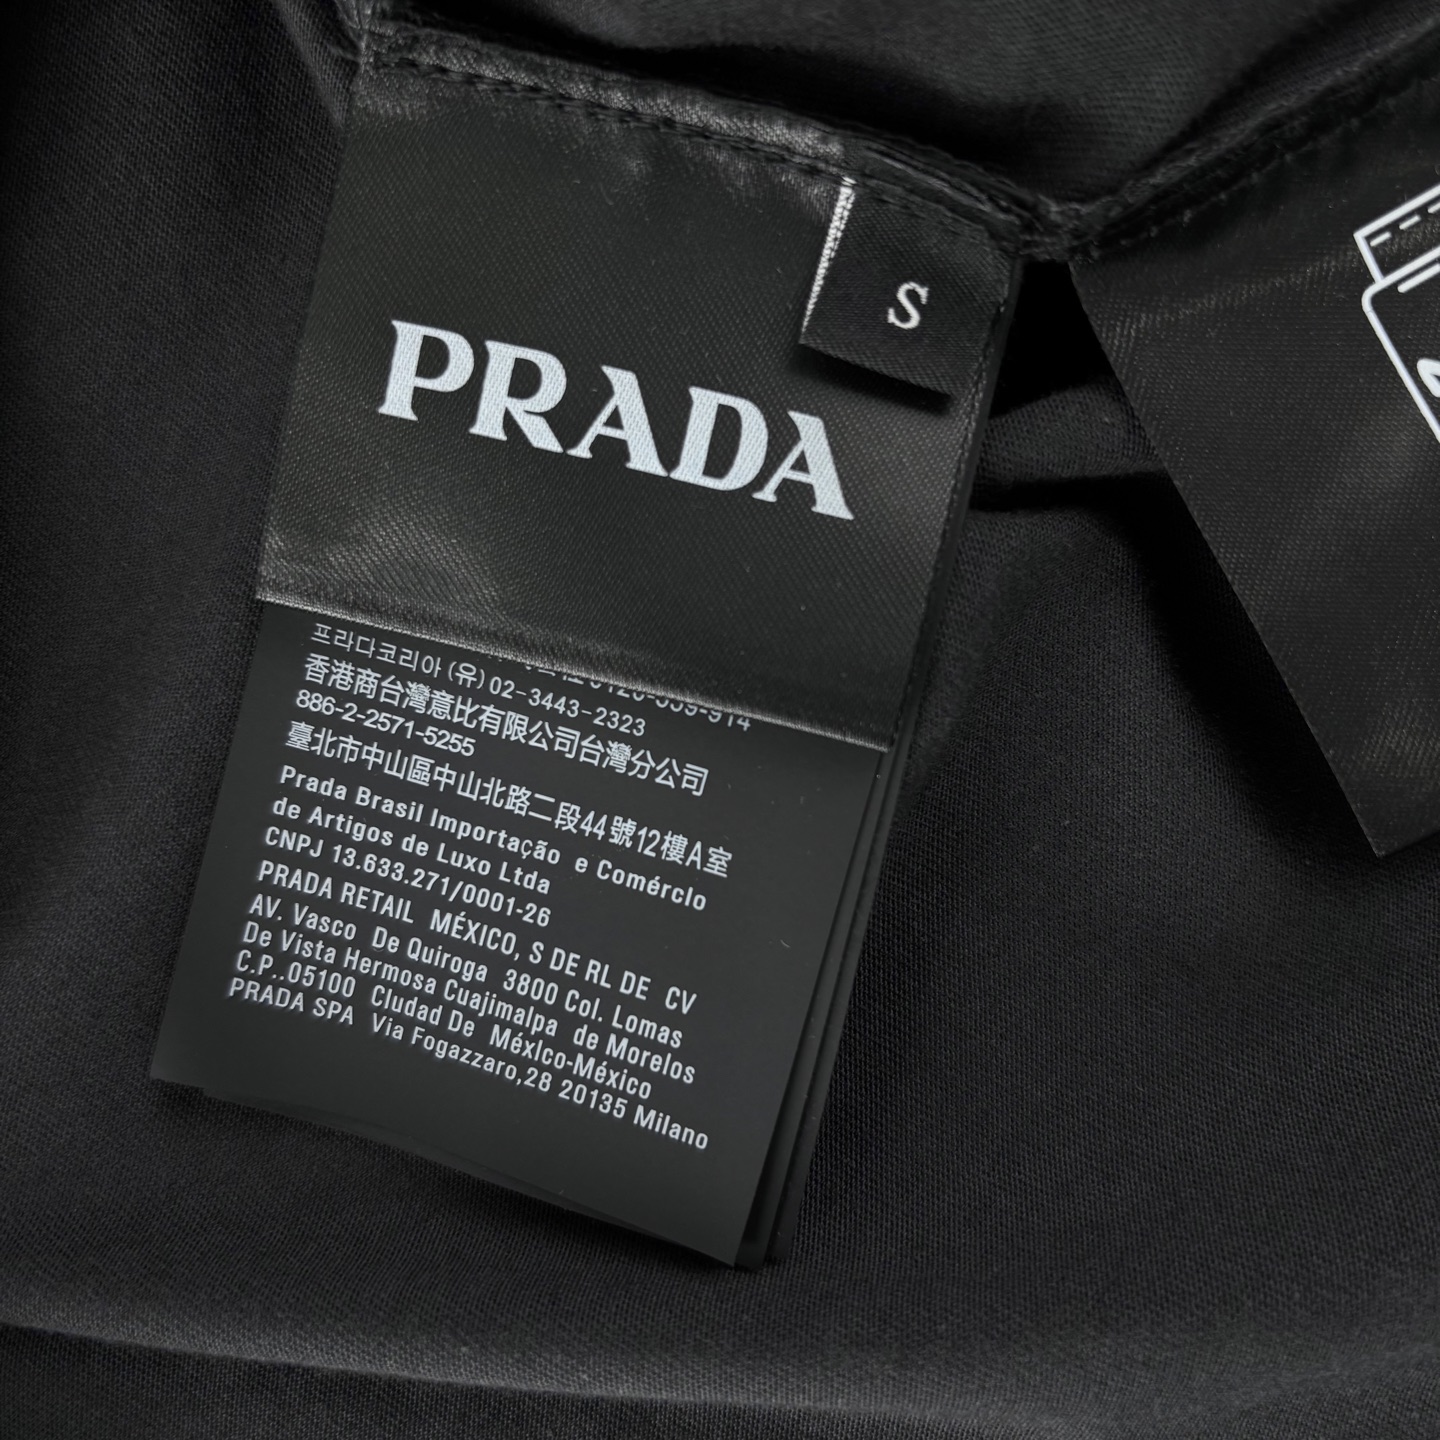 S
PRADA
프라다코리아(유) 02-3443-2323
香港商台灣意比有限公司台灣分公司
886-2-2571-5255
臺北市中山區中山北路二段44號12樓A室
Prada Brasil Importação e Comérclo
de Artigos de Luxo Ltda
CNPJ 13.633.271/0001-26
PRADA RETAIL MÉXICO, S DE RL DE CV
AV. Vasco De Quiroga 3800 Col. Lomas
De Vista Hermosa Cuajimalpa de Morelos
C.P..05100 Cludad De MéxIco-México
PRADA SPA Via Fogazzaro,28 20135 Milano